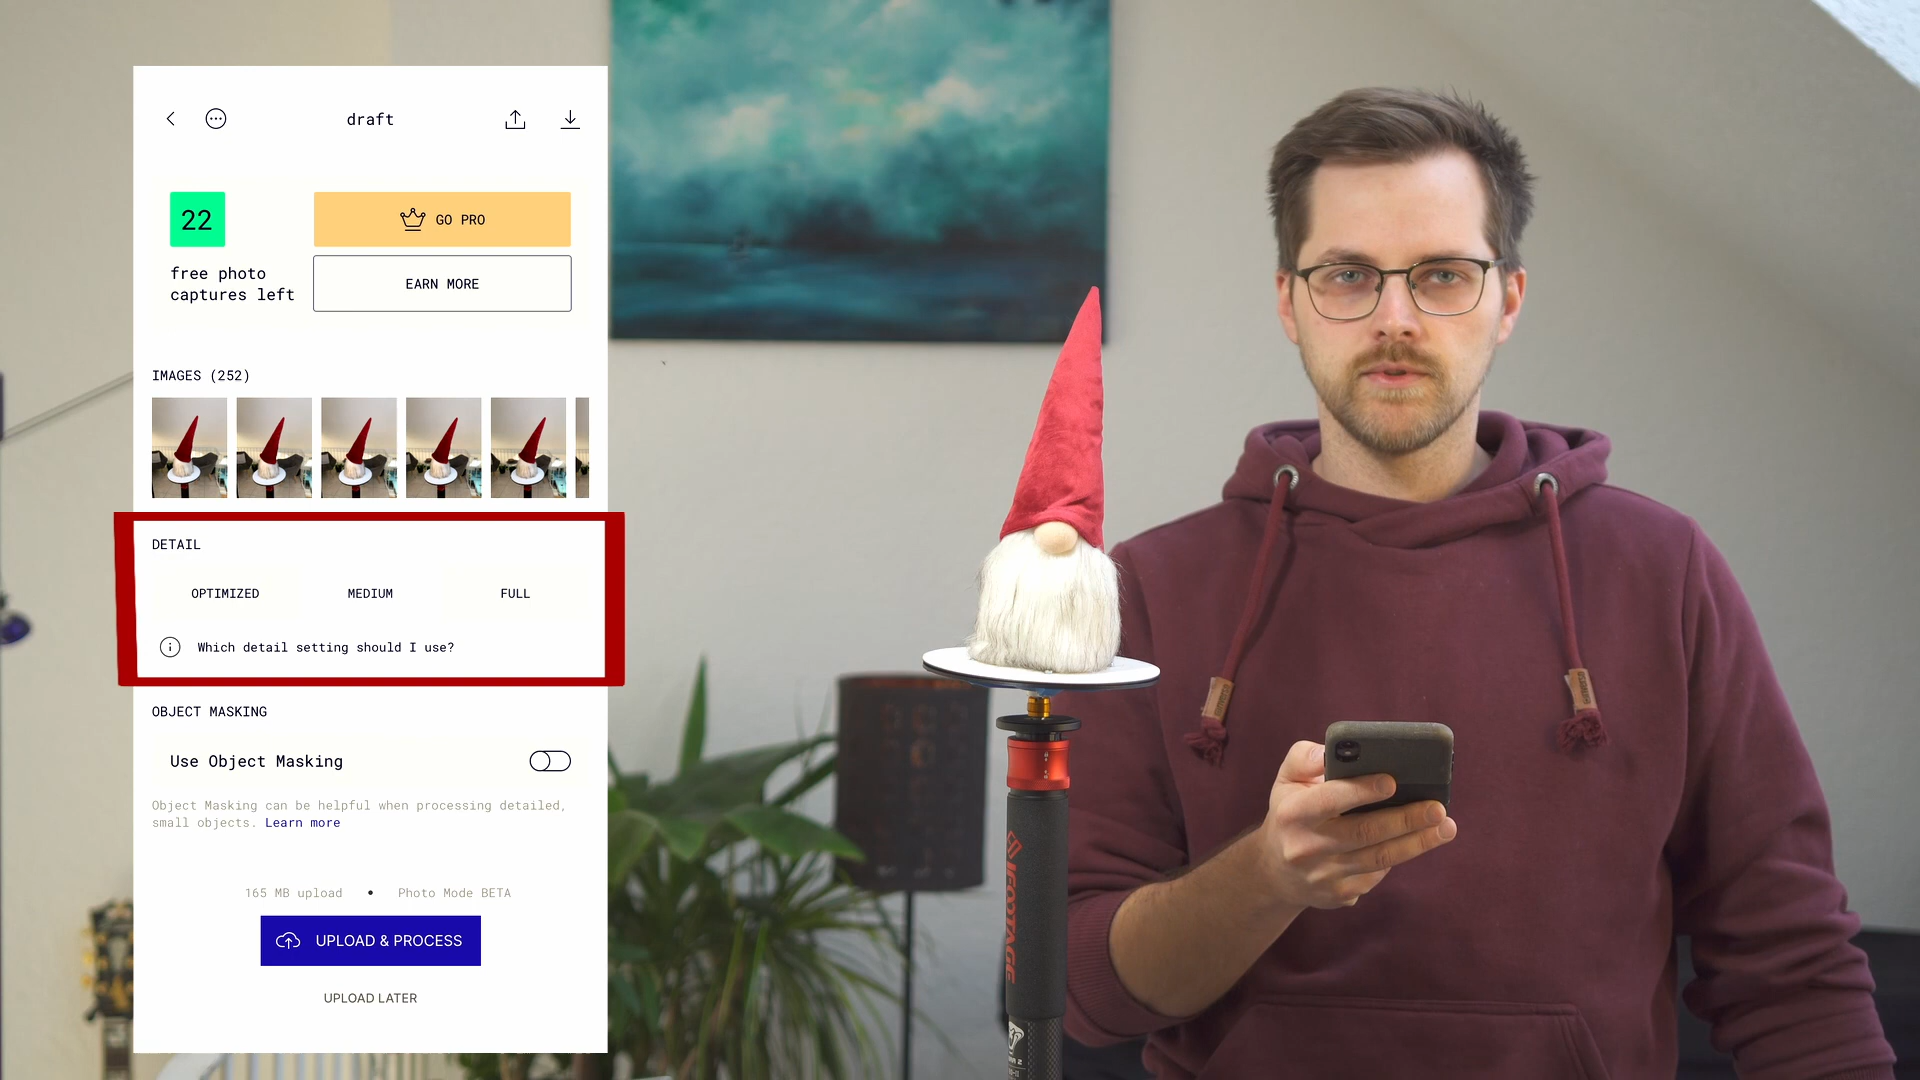 draft
22
GO PRO
free photo
captures left
EARN MORE
IMAGES (252)
DETAIL
OPTIMIZED
MEDIUM
FULL
Which detail setting should I use?
OBJECT MASKING
Use Object Masking
Object Masking can be helpful when processing detailed,
small objects. Learn more
165 MB upload • Photo Mode BETA
UPLOAD & PROCESS
UPLOAD LATER
IFOOTAGE